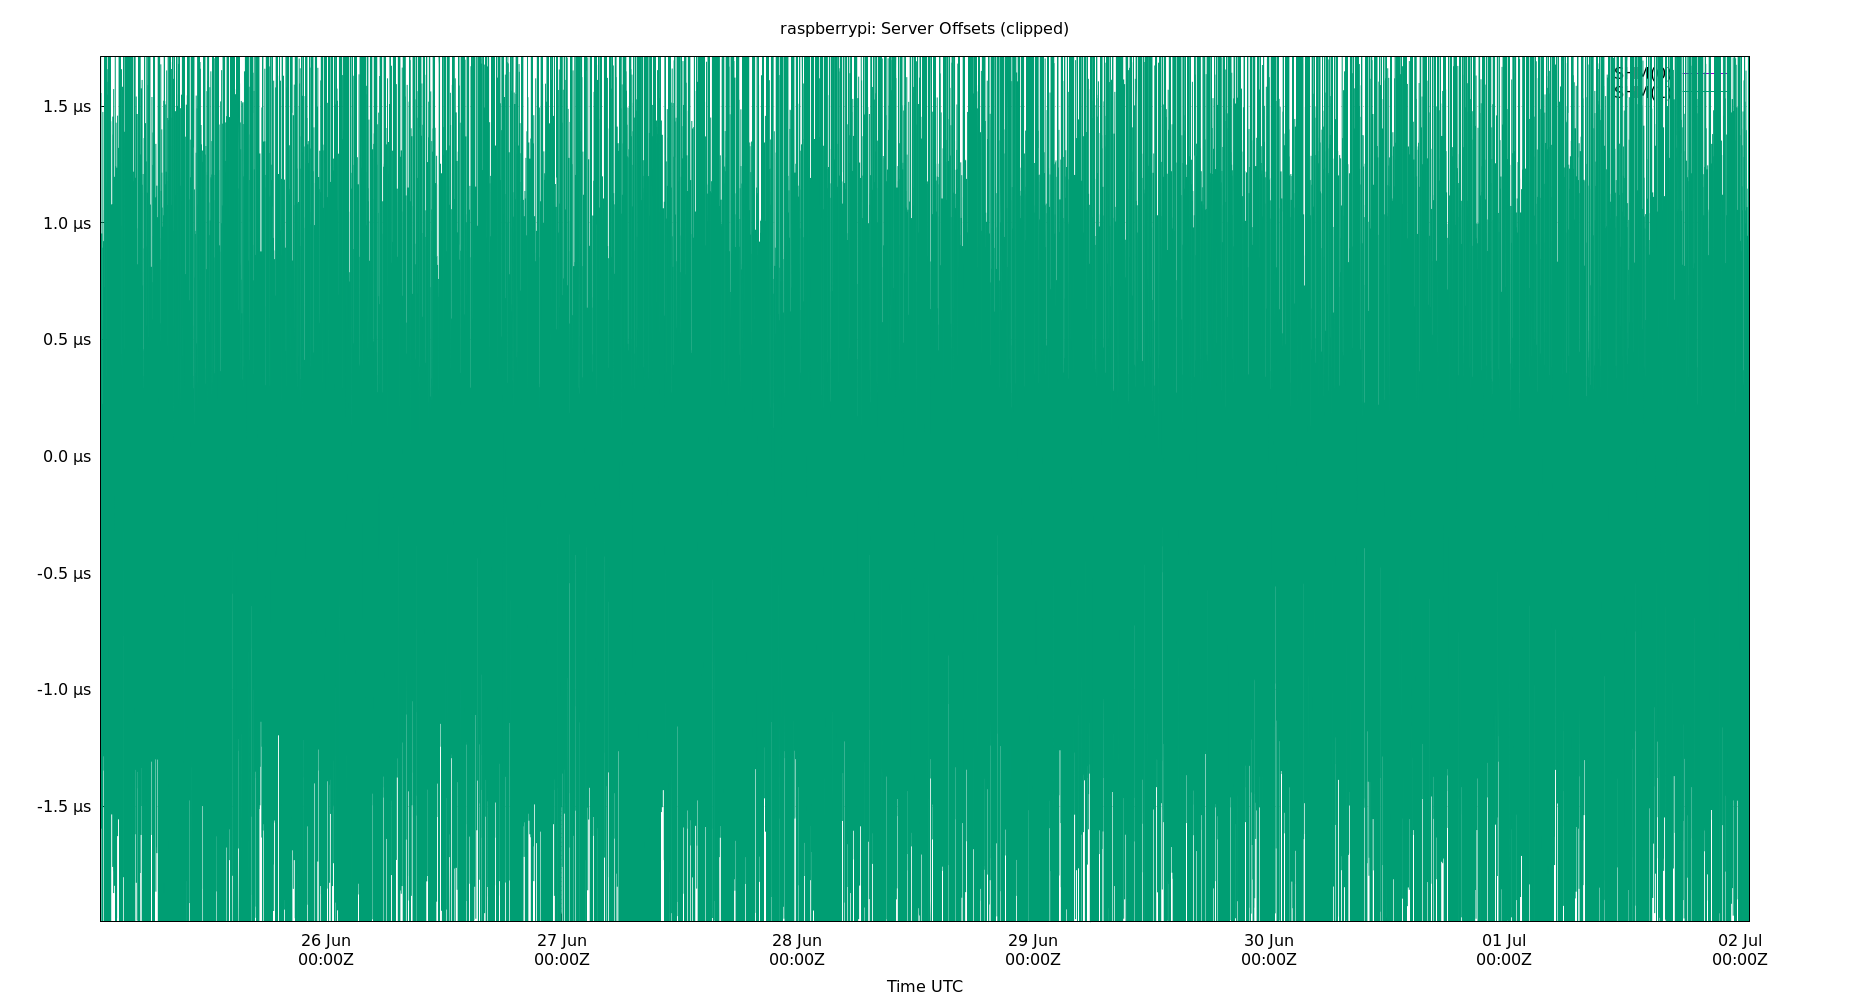 raspberrypi: Server Offsets (clipped)
SHM(0)
1.5 µs
1.0 µs
0.5 µs
0.0 µs
-0.5 µs
-1.0 µs
-1.5 µs
26 Jun
00:00Z
27 Jun
00:00Z
28 Jun
00:00Z
29 Jun
00:00Z
30 Jun
00:00Z
01 Jul
00:00Z
02 Jul
00:00Z
Time UTC